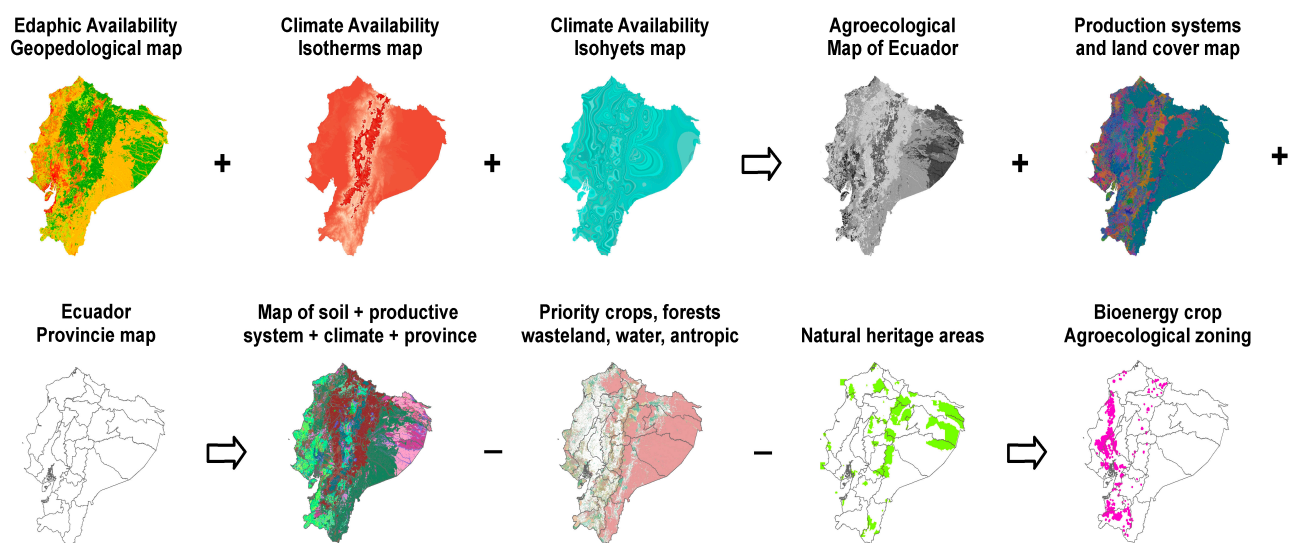 Edaphic Availability
Geopedological map
Climate Availability
Isotherms map
Climate Availability
Isohyets map
Agroecological
Map of Ecuador
Production systems
and land cover map
+
+
+
+
Ecuador
Provincie map
Map of soil + productive
system + climate + province
Priority crops, forests
wasteland, water, antropic
Natural heritage areas
Bioenergy crop
Agroecological zoning
–
–